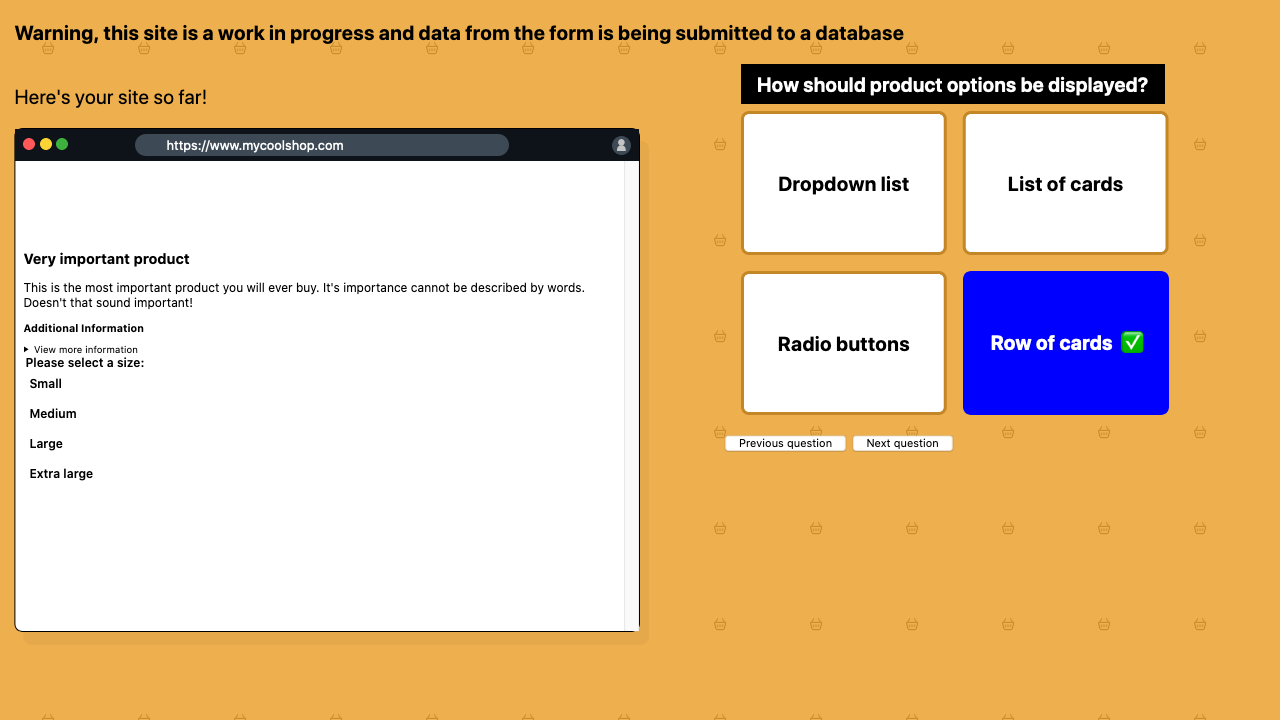 Warning, this site is a work in progress and data from the form is being submitted to a database
Here's your site so far!
https://www.mycoolshop.com
Very important product
This is the most important product you will ever buy. It's importance cannot be described by words.
Doesn't that sound important!
Additional Information
View more information
Please select a size:
Small
Medium
Large
Extra large
How should product options be displayed?
Dropdown list
List of cards
Radio buttons
Row of cards ✅
Previous question
Next question